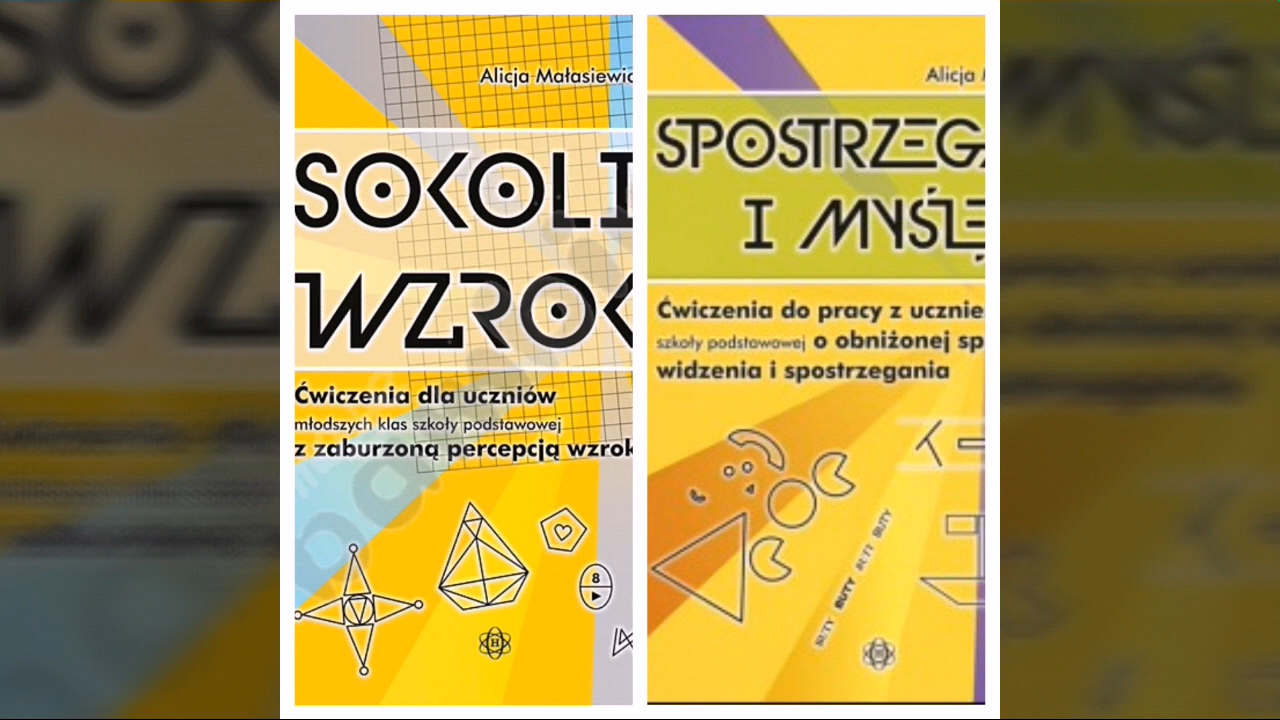 Alicja Małasiewic
SOKOLI
WZROK
Ćwiczenia dla uczniów
młodszych klas szkoły podstawowej
z zaburzoną percepcją wzrok
8
H
Alicja
SPOSTRZEGA
I MYŚLĘ
Ćwiczenia do pracy z ucznie
szkoły podstawowej o obniżonej sp
widzenia i spostrzegania
BUTY BUTY BUTY BUTY
H